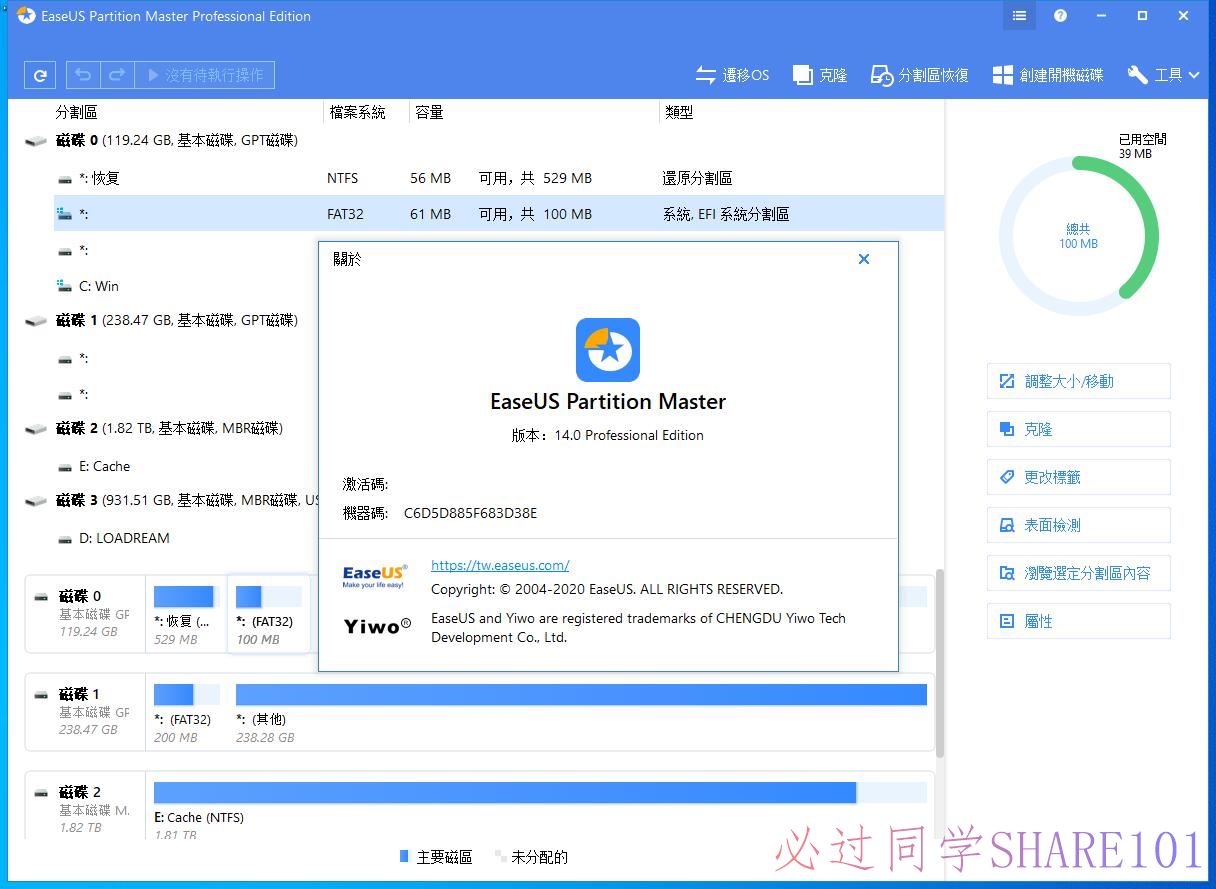 EaseUS Partition Master Professional Edition
沒有待執行操作
遷移OS
克隆
分割區恢復
創建開機磁碟
工具
分割區 檔案系統 容量 類型
磁碟 0 (119.24 GB, 基本磁碟, GPT磁碟)
*: 恢复 NTFS 56 MB 可用，共 529 MB 還原分割區
*: FAT32 61 MB 可用，共 100 MB 系統, EFI 系統分割區
*:
C: Win
磁碟 1 (238.47 GB, 基本磁碟, GPT磁碟)
*:
*:
磁碟 2 (1.82 TB, 基本磁碟, MBR磁碟)
E: Cache
磁碟 3 (931.51 GB, 基本磁碟, MBR磁碟, US
D: LOADREAM
關於
EaseUS Partition Master
版本：14.0 Professional Edition
激活碼:
機器碼: C6D5D885F683D38E
EaseUS®
Make your life easy!
https://tw.easeus.com/
Copyright: © 2004-2020 EaseUS. ALL RIGHTS RESERVED.
Yiwo®
EaseUS and Yiwo are registered trademarks of CHENGDU Yiwo Tech
Development Co., Ltd.
磁碟 0
基本磁碟 GP
119.24 GB
*: 恢复 (...
529 MB
*: (FAT32)
100 MB
磁碟 1
基本磁碟 GP
238.47 GB
*: (FAT32)
200 MB
*: (其他)
238.28 GB
磁碟 2
基本磁碟 M.
1.82 TB
E: Cache (NTFS)
1.81 TB
主要磁區
未分配的
已用空間
39 MB
總共
100 MB
調整大小/移動
克隆
更改標籤
表面檢測
瀏覽選定分割區內容
屬性
必过同学SHARE101